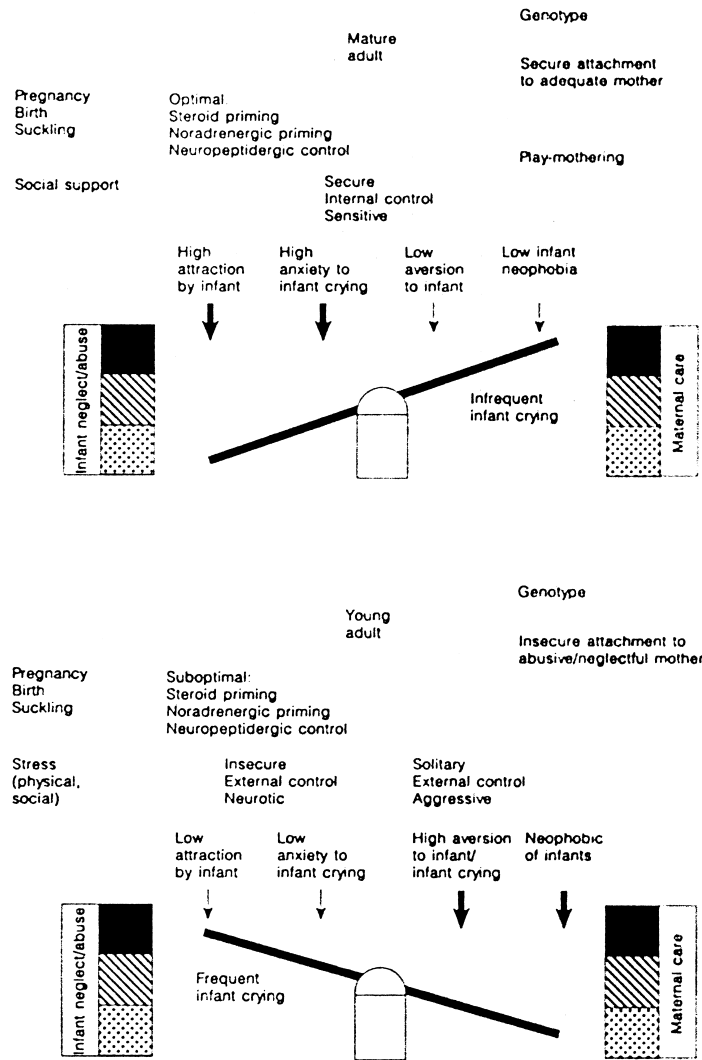 Genotype
Mature
adult
Secure attachment
to adequate mother
Pregnancy
Birth
Suckling
Optimal:
Steroid priming
Noradrenergic priming
Neuropeptidergic control
Play-mothering
Social support
Secure
Internal control
Sensitive
High
attraction
by infant
High
anxiety to
infant crying
Low
aversion
to infant
Low infant
neophobia
Infant neglect/abuse
Infrequent
infant crying
Maternal care
Genotype
Young
adult
Insecure attachment to
abusive/neglectful mother
Pregnancy
Birth
Suckling
Suboptimal:
Steroid priming
Noradrenergic priming
Neuropeptidergic control
Stress
(physical,
social)
Insecure
External control
Neurotic
Solitary
External control
Aggressive
Low
attraction
by infant
Low
anxiety to
infant crying
High aversion
to infant/
infant crying
Neophobic
of infants
Infant neglect/abuse
Frequent
infant crying
Maternal care